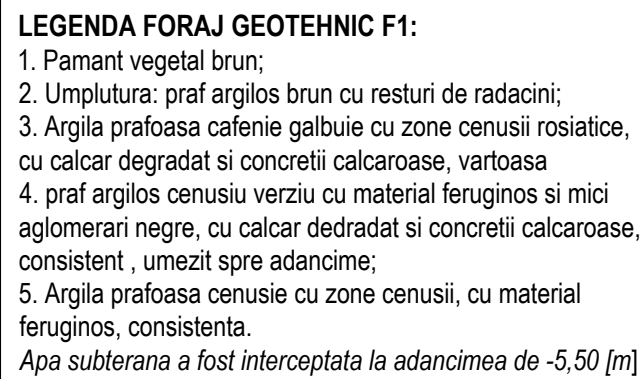 LEGENDA FORAJ GEOTEHNIC F1:
1. Pamant vegetal brun;
2. Umplutura: praf argilos brun cu resturi de radacini;
3. Argila prafoasa cafenie galbuie cu zone cenusii rosiatice,
cu calcar degradat si concretii calcaroase, vartoasa
4. praf argilos cenusiu verziu cu material feruginos si mici
aglomerari negre, cu calcar dedradat si concretii calcaroase,
consistent , umezit spre adancime;
5. Argila prafoasa cenusie cu zone cenusii, cu material
feruginos, consistenta.
Apa subterana a fost interceptata la adancimea de -5,50 [m]